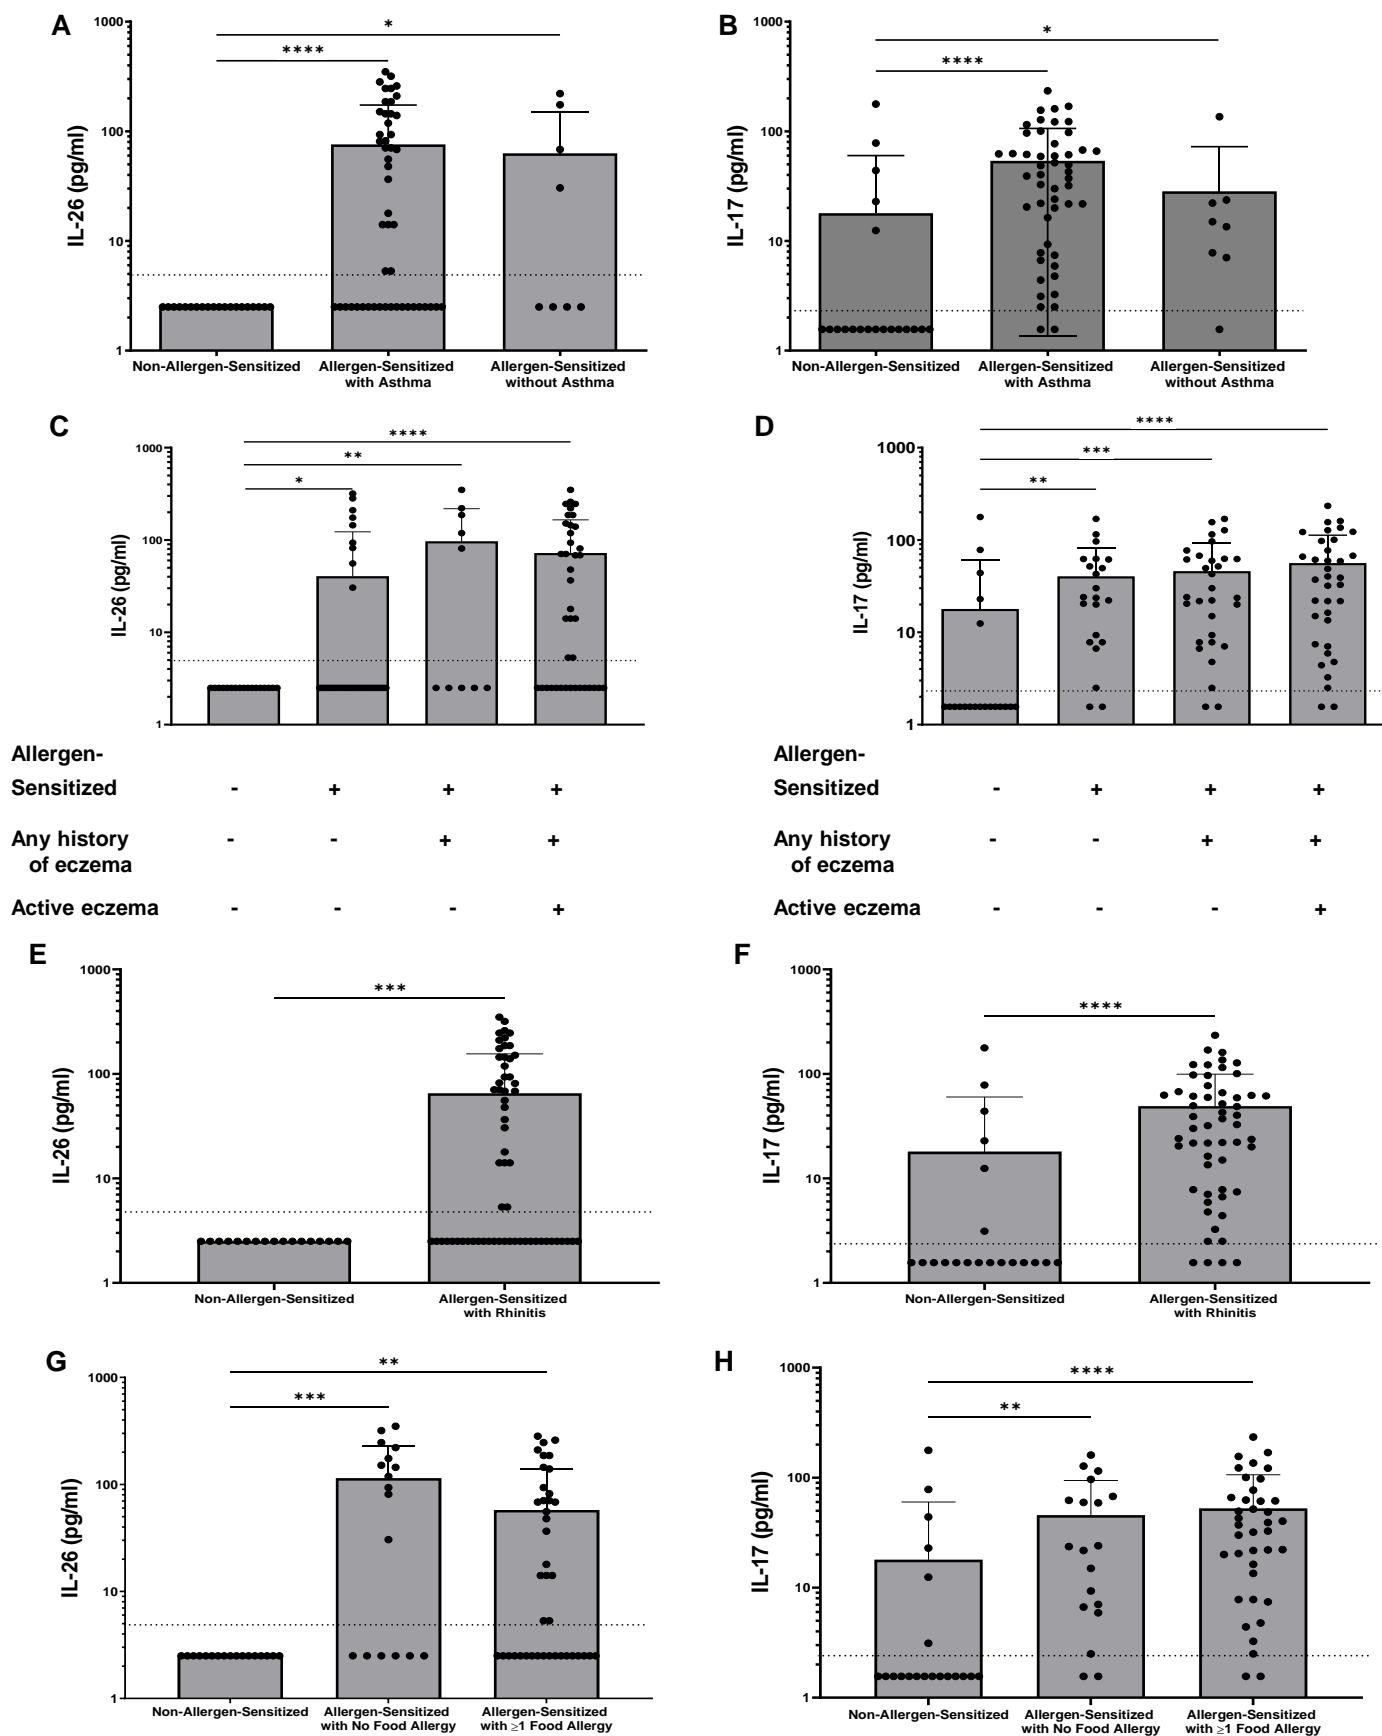 A
1000
100
10
1
IL-26 (pg/ml)
*
****
Non-Allergen-Sensitized
Allergen-Sensitized
with Asthma
Allergen-Sensitized
without Asthma
B
1000
100
10
1
IL-17 (pg/ml)
*
****
Non-Allergen-Sensitized
Allergen-Sensitized
with Asthma
Allergen-Sensitized
without Asthma
C
1000
100
10
1
IL-26 (pg/ml)
****
**
*
Allergen-
Sensitized - + + +
Any history - - + +
of eczema
Active eczema - - - +
D
1000
100
10
1
IL-17 (pg/ml)
****
***
**
Allergen-
Sensitized - + + +
Any history - - + +
of eczema
Active eczema - - - +
E
1000
100
10
1
IL-26 (pg/ml)
***
Non-Allergen-Sensitized
Allergen-Sensitized
with Rhinitis
F
1000
100
10
1
IL-17 (pg/ml)
****
Non-Allergen-Sensitized
Allergen-Sensitized
with Rhinitis
G
1000
100
10
1
IL-26 (pg/ml)
**
***
Non-Allergen-Sensitized
Allergen-Sensitized
with No Food Allergy
Allergen-Sensitized
with ≥1 Food Allergy
H
1000
100
10
1
IL-17 (pg/ml)
****
**
Non-Allergen-Sensitized
Allergen-Sensitized
with No Food Allergy
Allergen-Sensitized
with ≥1 Food Allergy